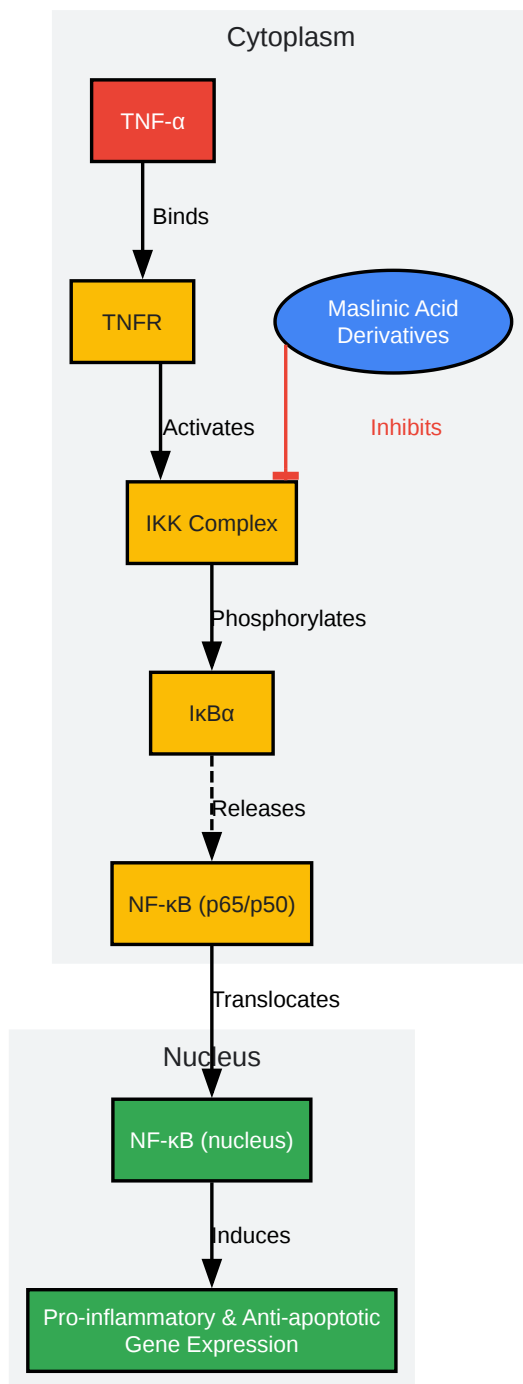 Cytoplasm
TNF-α
Binds
TNFR
Maslinic Acid
Derivatives
Activates
Inhibits
IKK Complex
Phosphorylates
IκBα
Releases
NF-κB (p65/p50)
Translocates
Nucleus
NF-κB (nucleus)
Induces
Pro-inflammatory & Anti-apoptotic
Gene Expression